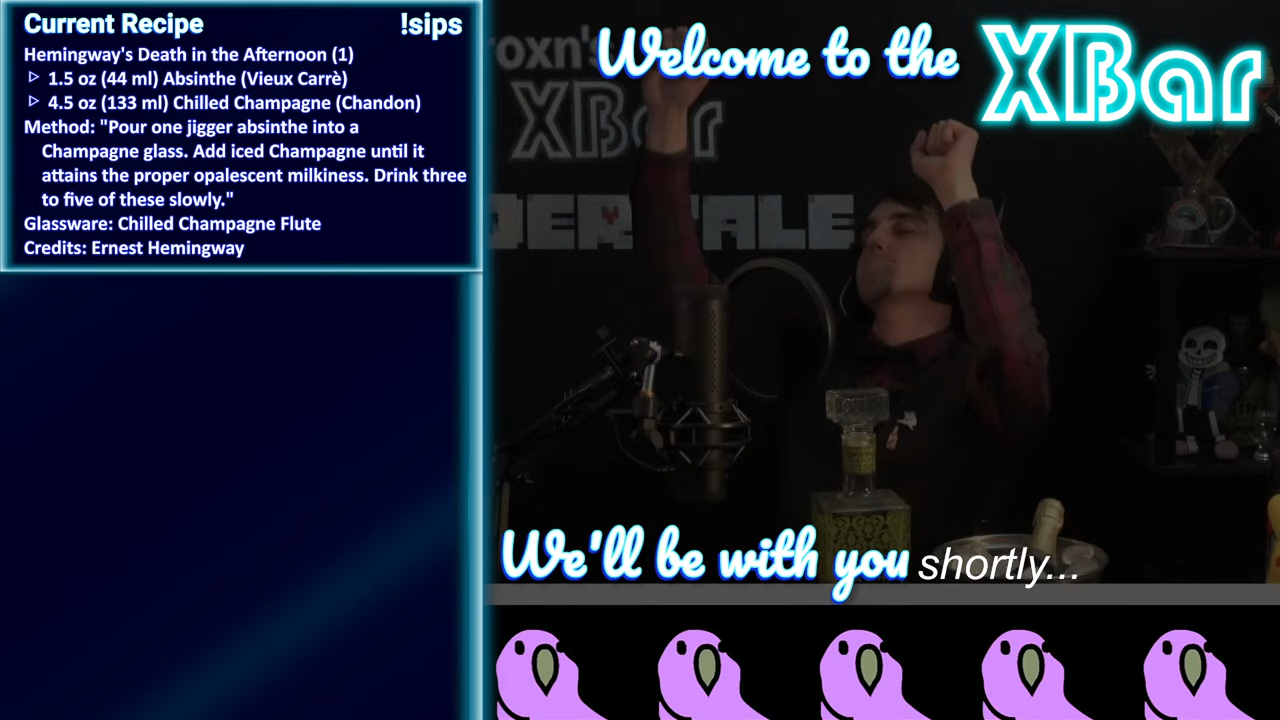 Current Recipe !sips
Hemingway's Death in the Afternoon (1)
1.5 oz (44 ml) Absinthe (Vieux Carrè)
4.5 oz (133 ml) Chilled Champagne (Chandon)
Method: "Pour one jigger absinthe into a
Champagne glass. Add iced Champagne until it
attains the proper opalescent milkiness. Drink three
to five of these slowly."
Glassware: Chilled Champagne Flute
Credits: Ernest Hemingway
Welcome to the XBar
roxn's
XBar
DERTALE
We'll be with you shortly...